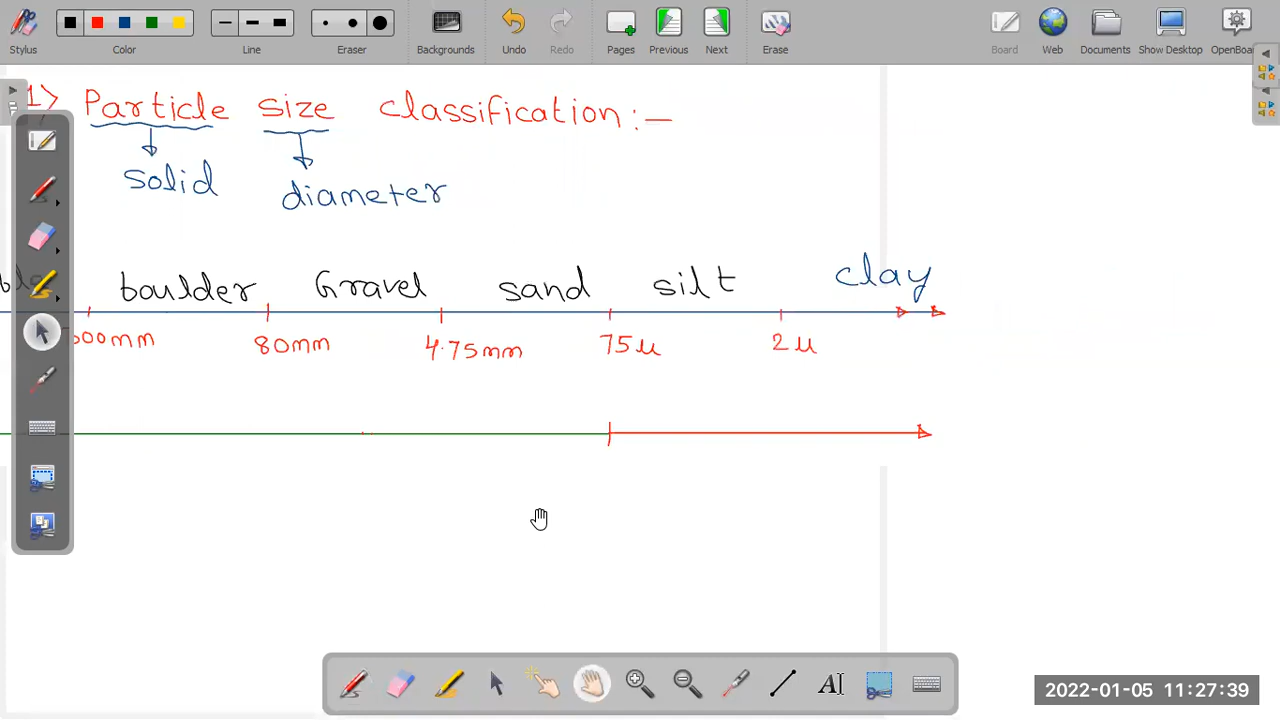 Stylus Color Line Eraser Backgrounds Undo Redo Pages Previous Next Erase Board Web Documents Show Desktop
1) Particle size classification:-
solid
diameter
boulder Gravel sand silt clay
80mm 4.75mm 75μ 2μ
AI
2022-01-05 11:27:39